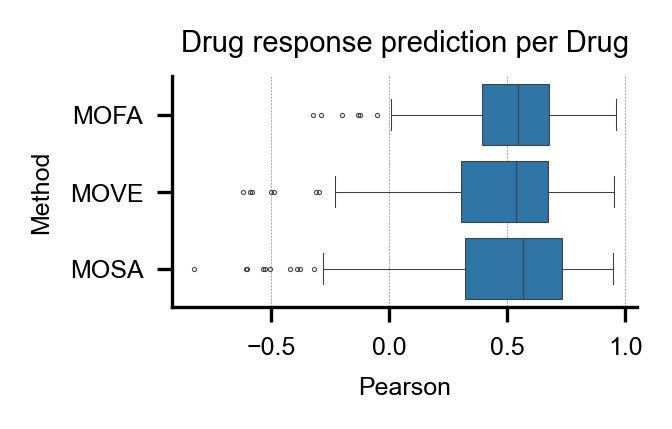 Drug response prediction per Drug
Method
MOFA
MOVE
MOSA
−0.5 0.0 0.5 1.0
Pearson